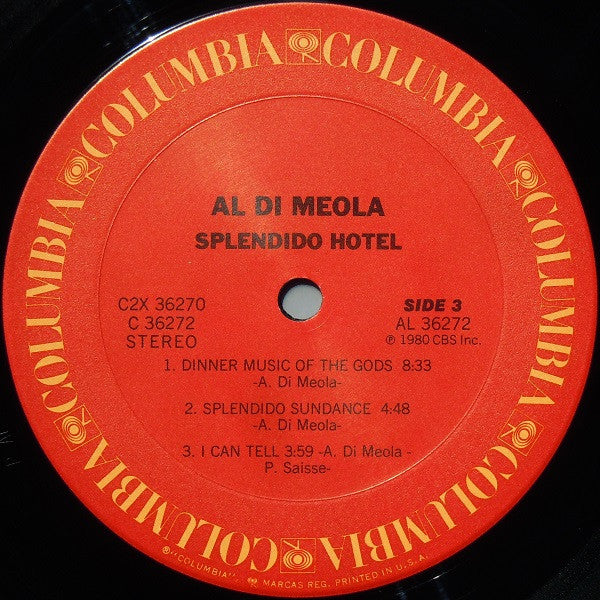 COLUMBIA COLUMBIA COLUMBIA COLUMBIA COLUMBIA COLUMBIA
AL DI MEOLA
SPLENDIDO HOTEL
C2X 36270
C 36272
STEREO
SIDE 3
AL 36272
℗ 1980 CBS Inc.
1. DINNER MUSIC OF THE GODS 8:33
-A. Di Meola-
2. SPLENDIDO SUNDANCE 4:48
-A. Di Meola-
3. I CAN TELL 3:59 -A. Di Meola -
P. Saisse-
®"COLUMBIA", MARCAS REG. PRINTED IN U.S.A.